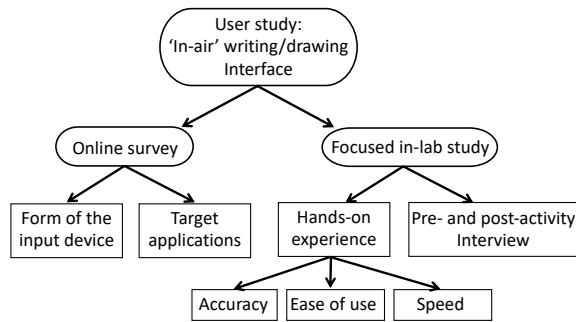 User study:
‘In-air’ writing/drawing
Interface
Online survey
Focused in-lab study
Form of the
input device
Target
applications
Hands-on
experience
Pre- and post-activity
Interview
Accuracy
Ease of use
Speed